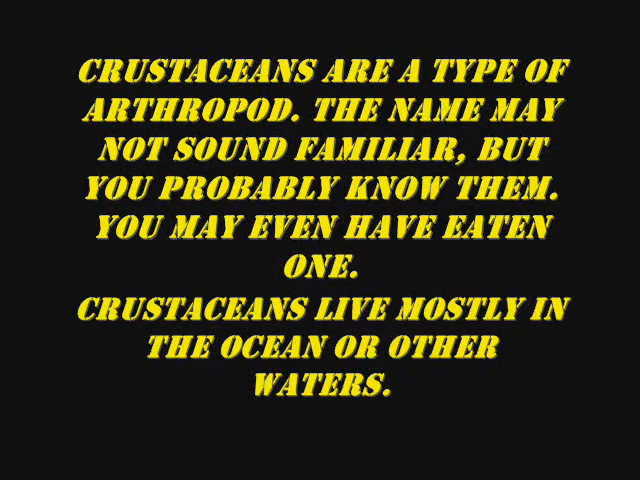 CRUSTACEANS ARE A TYPE OF
ARTHROPOD. THE NAME MAY
NOT SOUND FAMILIAR, BUT
YOU PROBABLY KNOW THEM.
YOU MAY EVEN HAVE EATEN
ONE.
CRUSTACEANS LIVE MOSTLY IN
THE OCEAN OR OTHER
WATERS.